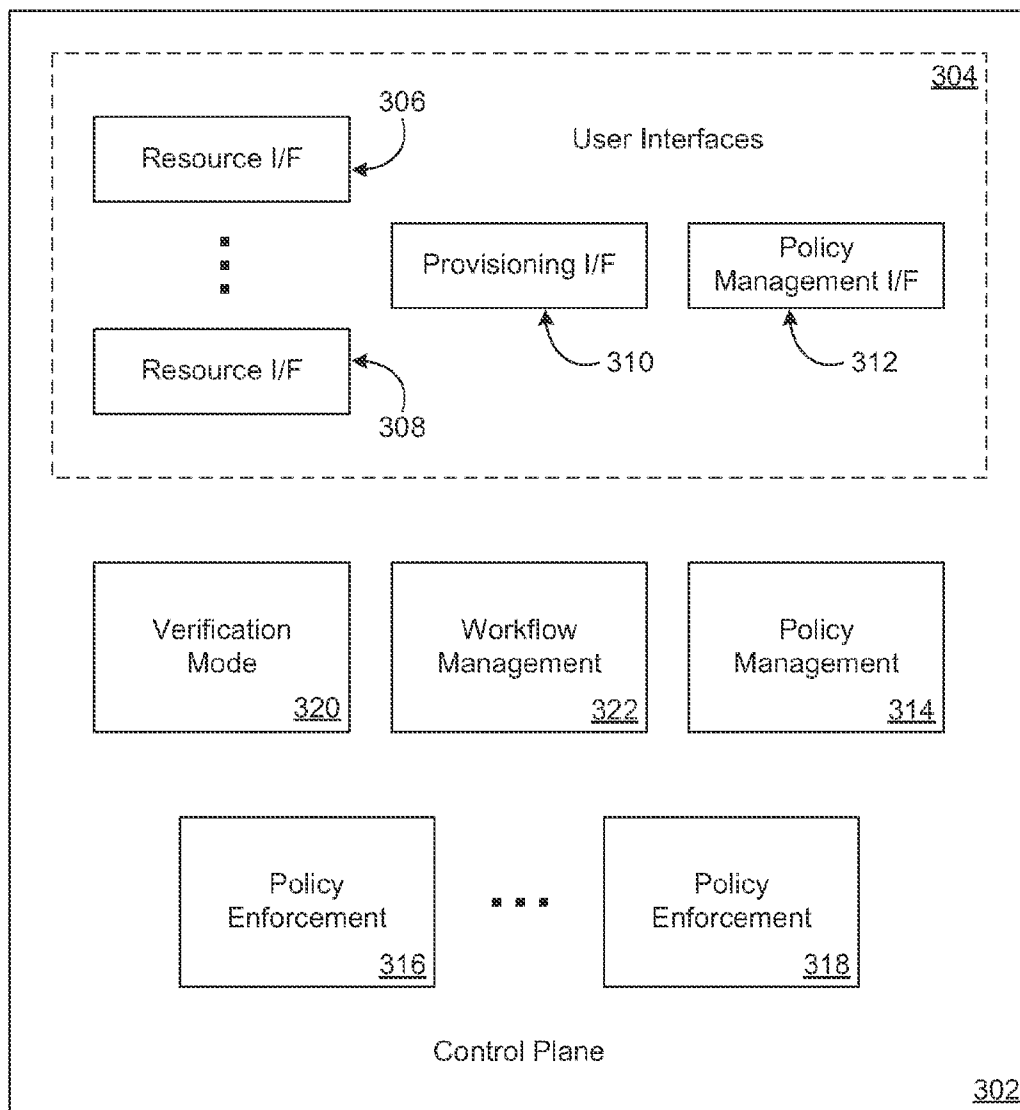 304
306
Resource I/F
User Interfaces
Provisioning I/F
Policy
Management I/F
Resource I/F
310
312
308
Verification
Mode
320
Workflow
Management
322
Policy
Management
314
Policy
Enforcement
316
Policy
Enforcement
318
Control Plane
302